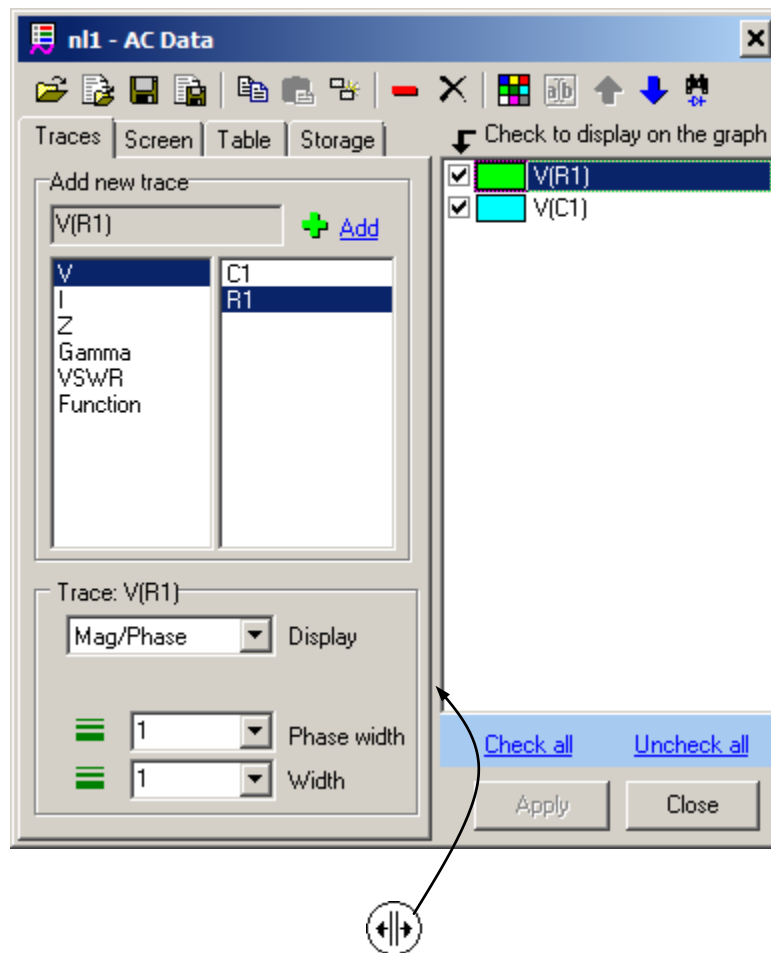 nl1 - AC Data
Traces
Screen
Table
Storage
Check to display on the graph
Add new trace
V(R1)
Add
V
I
Z
Gamma
VSWR
Function
C1
R1
V(R1)
V(C1)
Trace: V(R1)
Mag/Phase
Display
1
Phase width
1
Width
Check all
Uncheck all
Apply
Close